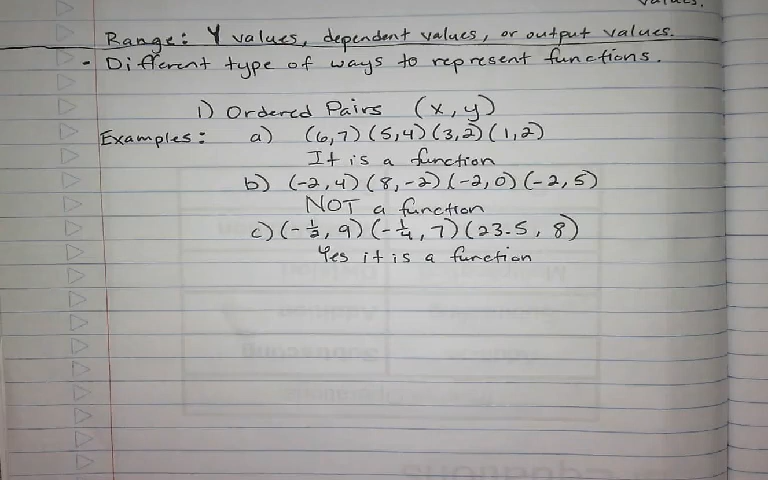 values.
Range: Y values, dependent values, or output values.
- Different type of ways to represent functions.
1) Ordered Pairs (x, y)
Examples: a) (6,7) (5,4) (3,2) (1,2)
It is a function
b) (-2,4) (8,-2) (-2,0) (-2,5)
NOT a function
c) (-½, 9) (-¼, 7) (23.5, 8)
Yes it is a function